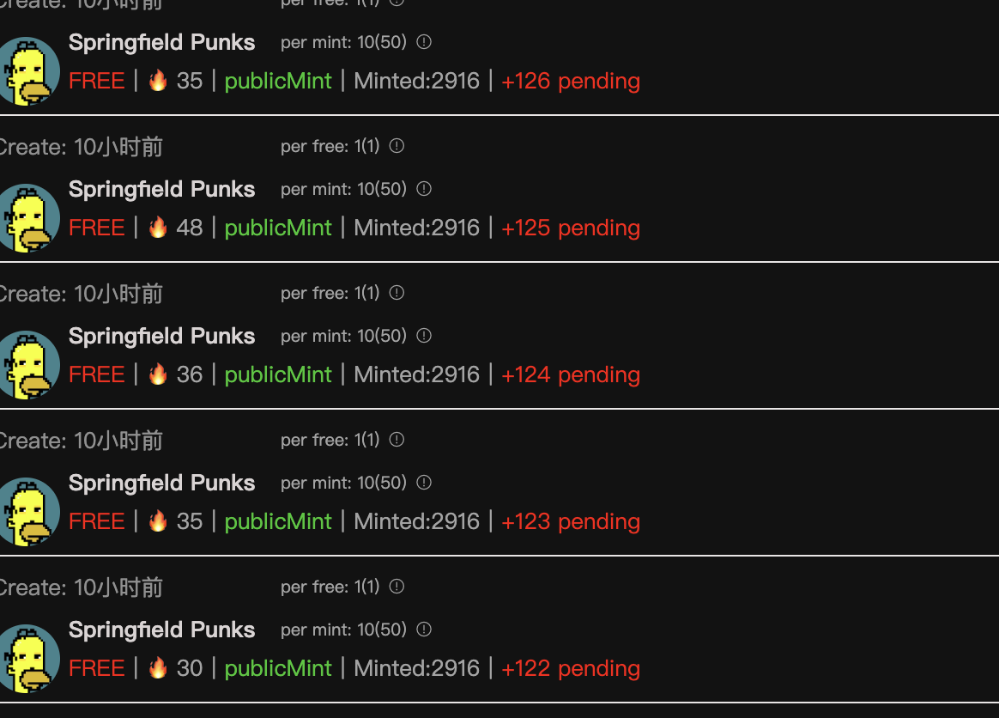 Create: 10小时前 per free: 1(1)
Springfield Punks per mint: 10(50)
FREE | 🔥 35 | publicMint | Minted:2916 | +126 pending
Create: 10小时前 per free: 1(1)
Springfield Punks per mint: 10(50)
FREE | 🔥 48 | publicMint | Minted:2916 | +125 pending
Create: 10小时前 per free: 1(1)
Springfield Punks per mint: 10(50)
FREE | 🔥 36 | publicMint | Minted:2916 | +124 pending
Create: 10小时前 per free: 1(1)
Springfield Punks per mint: 10(50)
FREE | 🔥 35 | publicMint | Minted:2916 | +123 pending
Create: 10小时前 per free: 1(1)
Springfield Punks per mint: 10(50)
FREE | 🔥 30 | publicMint | Minted:2916 | +122 pending